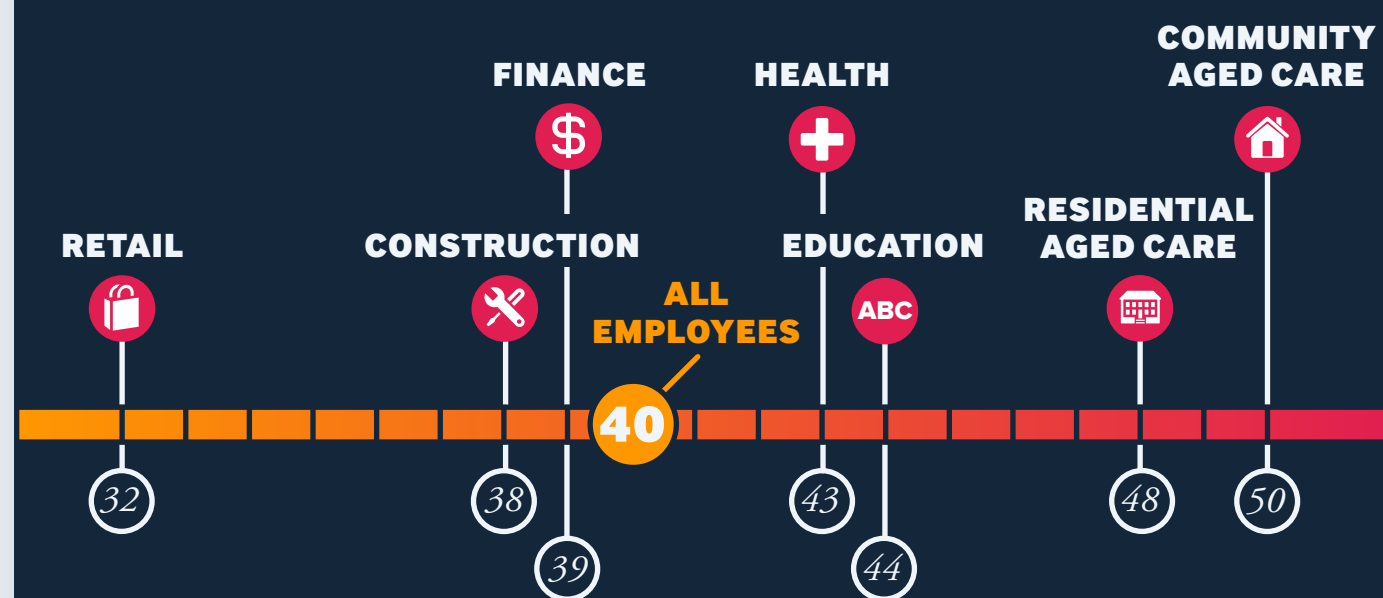 COMMUNITY
AGED CARE
FINANCE
HEALTH
$
RESIDENTIAL
AGED CARE
RETAIL
CONSTRUCTION
EDUCATION
ALL
EMPLOYEES
ABC
40
32
38
43
48
50
39
44